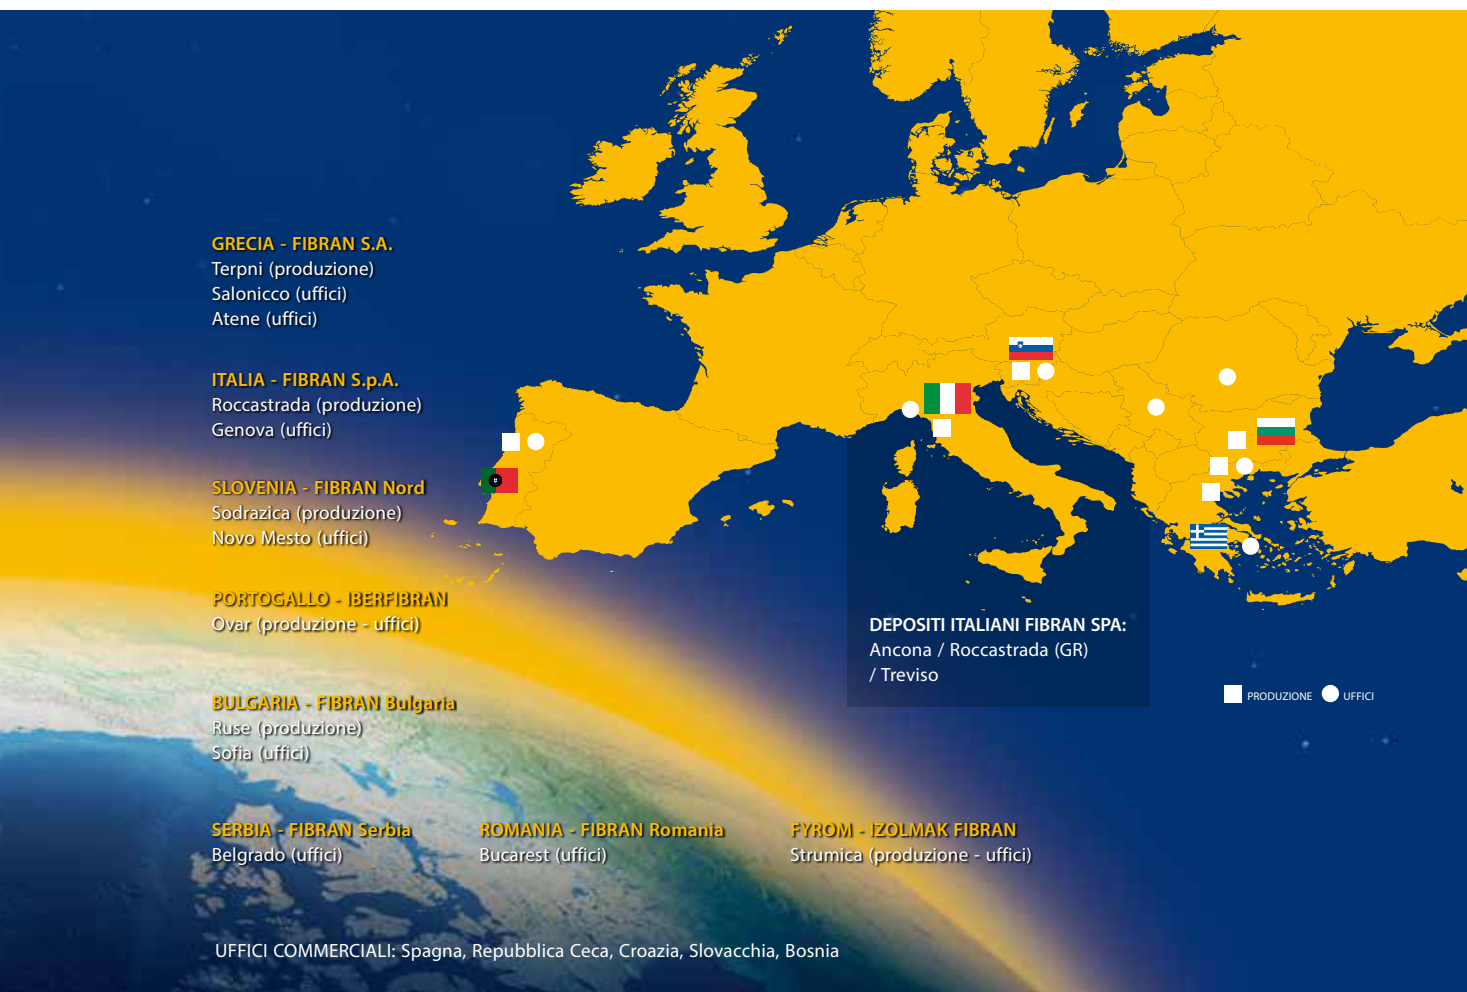 GRECIA - FIBRAN S.A.
Terpni (produzione)
Salonicco (uffici)
Atene (uffici)
ITALIA - FIBRAN S.p.A.
Roccastrada (produzione)
Genova (uffici)
SLOVENIA - FIBRAN Nord
Sodrazica (produzione)
Novo Mesto (uffici)
PORTOGALLO - IBERFIBRAN
Ovar (produzione - uffici)
BULGARIA - FIBRAN Bulgaria
Ruse (produzione)
Sofia (uffici)
SERBIA - FIBRAN Serbia
Belgrado (uffici)
ROMANIA - FIBRAN Romania
Bucarest (uffici)
FYROM - IZOLMAK FIBRAN
Strumica (produzione - uffici)
DEPOSITI ITALIANI FIBRAN SPA:
Ancona / Roccastrada (GR)
/ Treviso
PRODUZIONE UFFICI
UFFICI COMMERCIALI: Spagna, Repubblica Ceca, Croazia, Slovacchia, Bosnia